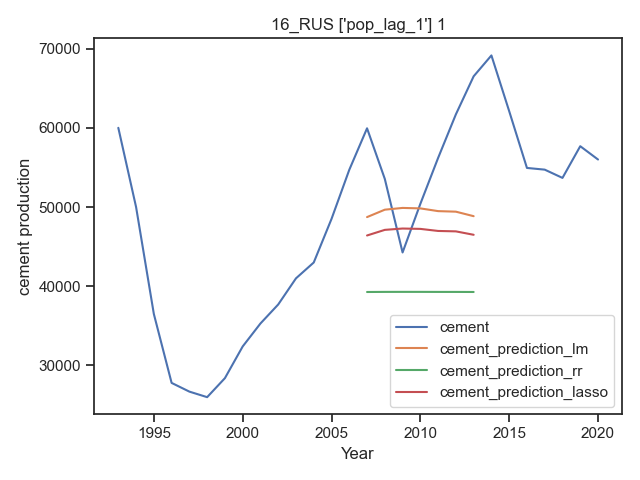 16_RUS ['pop_lag_1'] 1
cement production
70000
60000
50000
40000
30000
cement
cement_prediction_lm
cement_prediction_rr
cement_prediction_lasso
1995
2000
2005
2010
2015
2020
Year